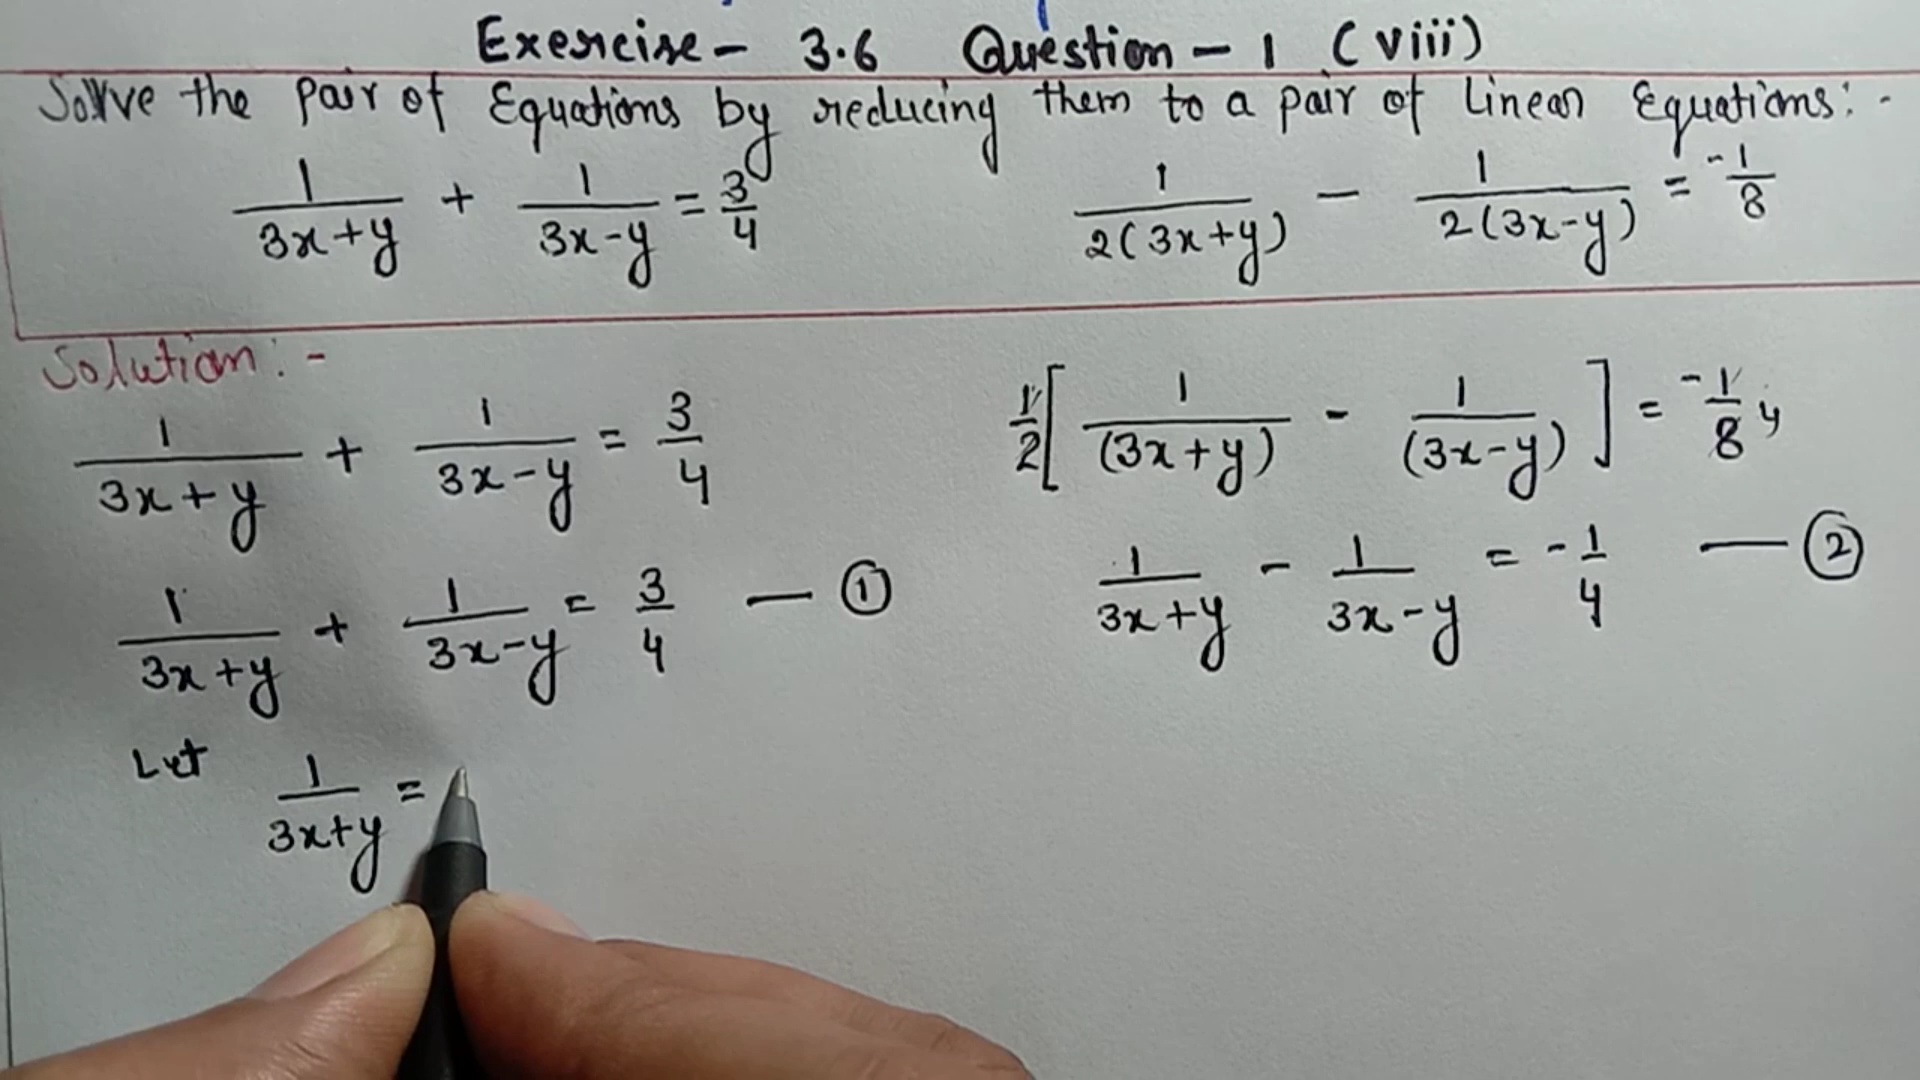 Exercise - 3.6 Question - 1 (viii)
Solve the pair of Equations by reducing them to a pair of Linear Equations: -
1/(3x+y) + 1/(3x-y) = 3/4    1/(2(3x+y)) - 1/(2(3x-y)) = -1/8
Solution: -
1/(3x+y) + 1/(3x-y) = 3/4    1/2[1/(3x+y) - 1/(3x-y)] = -1/8 4
1/(3x+y) + 1/(3x-y) = 3/4 — ①    1/(3x+y) - 1/(3x-y) = -1/4 — ②
Let 1/(3x+y) =